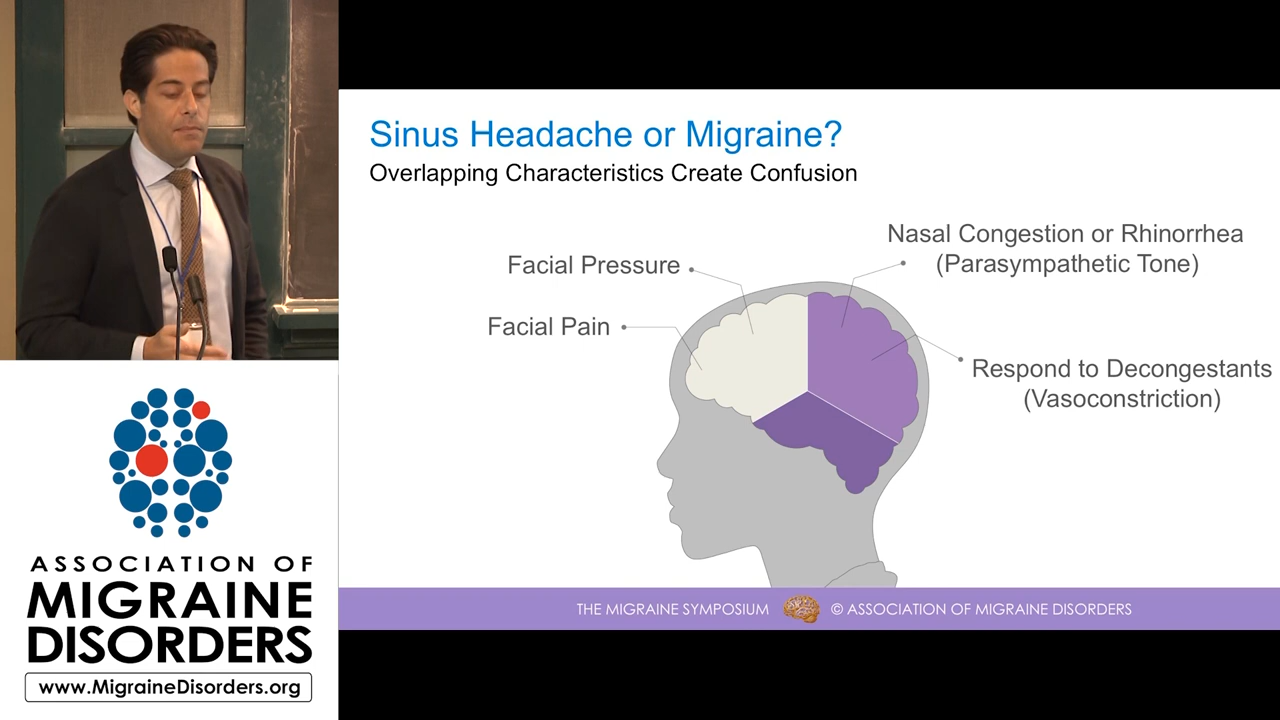 Sinus Headache or Migraine?
Overlapping Characteristics Create Confusion
Nasal Congestion or Rhinorrhea
(Parasympathetic Tone)
Facial Pressure
Facial Pain
Respond to Decongestants
(Vasoconstriction)
THE MIGRAINE SYMPOSIUM © ASSOCIATION OF MIGRAINE DISORDERS
ASSOCIATION OF
MIGRAINE
DISORDERS
www.MigraineDisorders.org